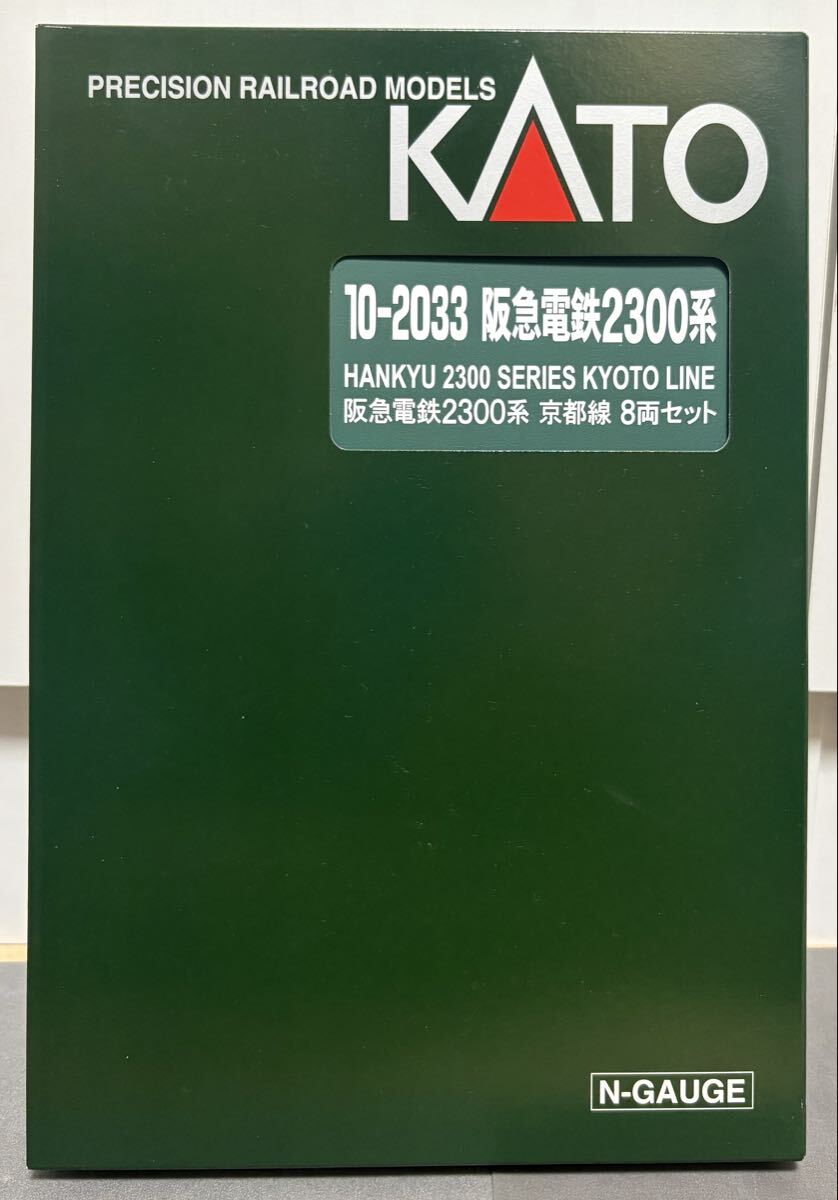 PRECISION RAILROAD MODELS
KATO
10-2033 阪急電鉄2300系
HANKYU 2300 SERIES KYOTO LINE
阪急電鉄2300系 京都線 8両セット
N-GAUGE